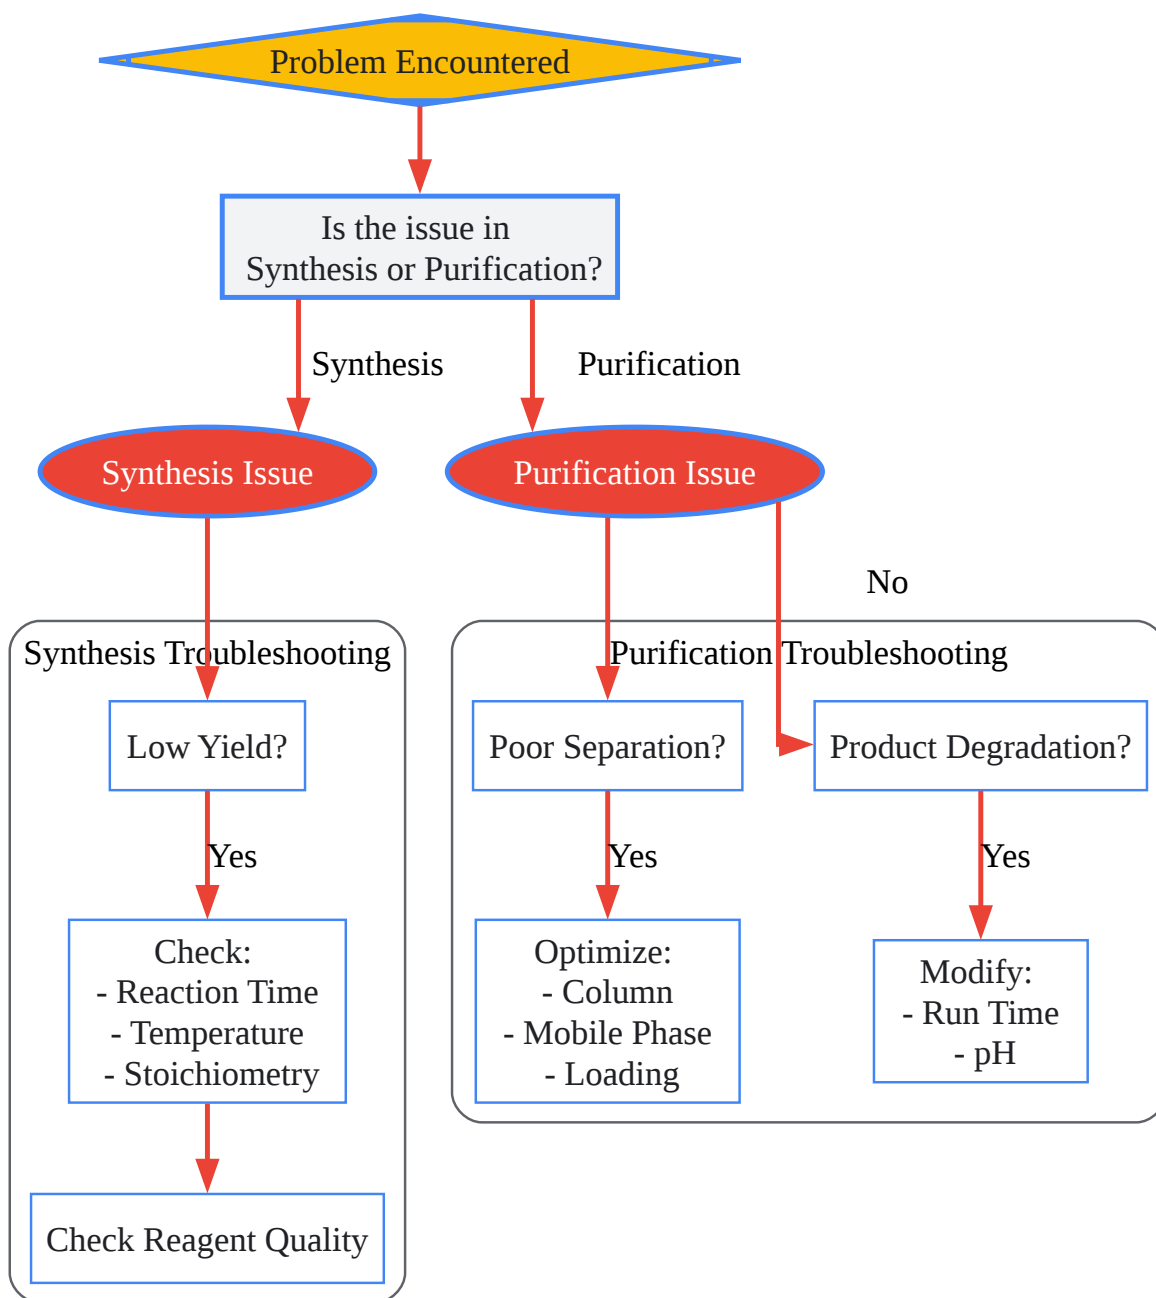 Problem Encountered
Is the issue in
Synthesis or Purification?
Synthesis
Purification
Synthesis Issue
Purification Issue
No
Synthesis Troubleshooting
Purification Troubleshooting
Low Yield?
Poor Separation?
Product Degradation?
Yes
Yes
Yes
Check:
- Reaction Time
- Temperature
- Stoichiometry
Optimize:
- Column
- Mobile Phase
- Loading
Modify:
- Run Time
- pH
Check Reagent Quality